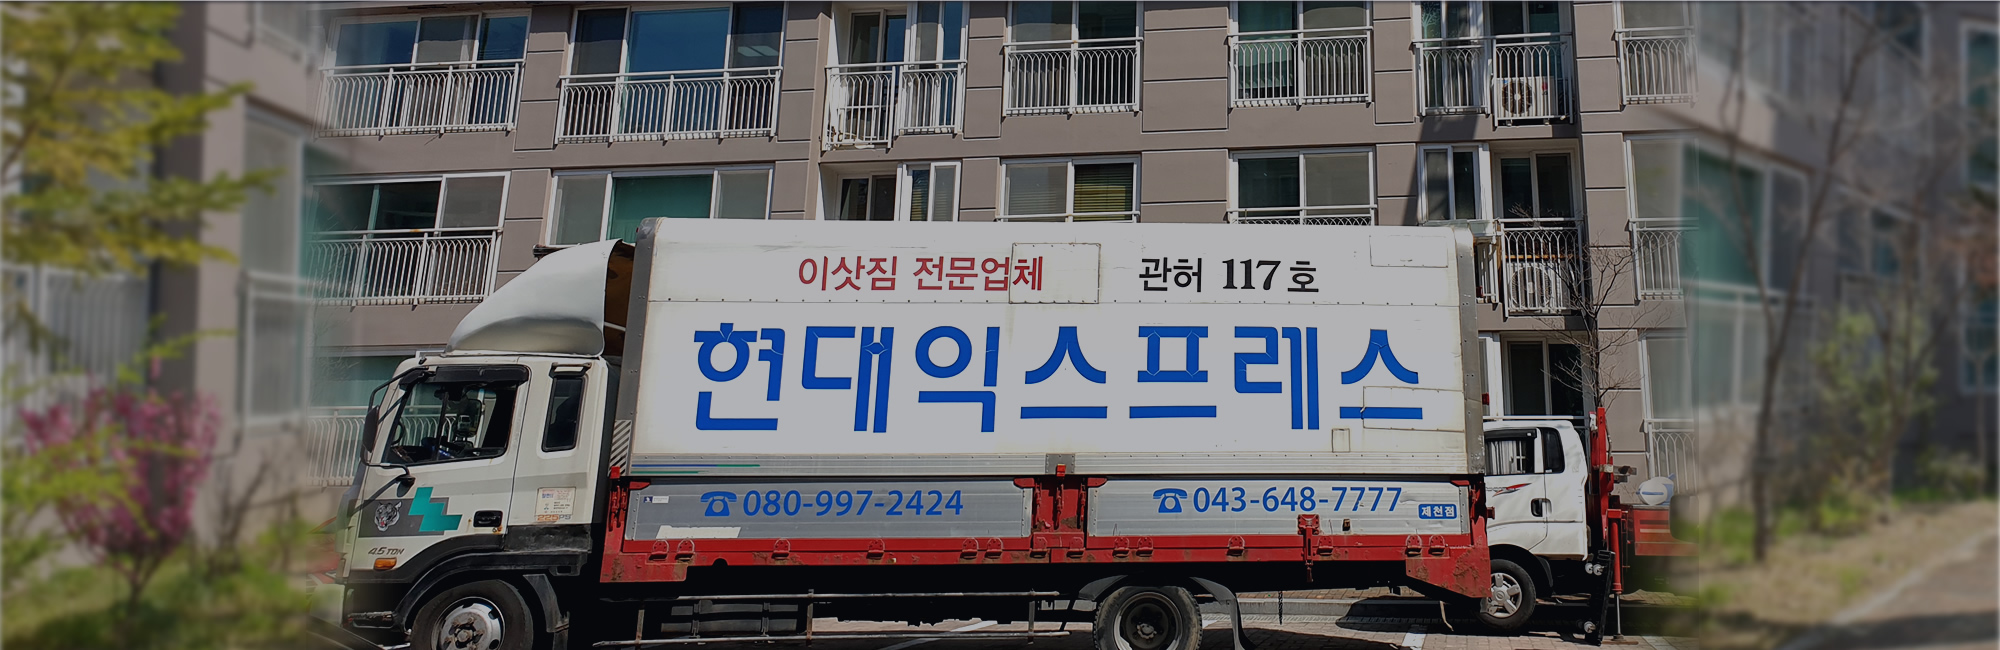 이삿짐 전문업체 관허 117호
현대익스프레스
☎080-997-2424 ☎043-648-7777 제천점
4.5 TON
225PS